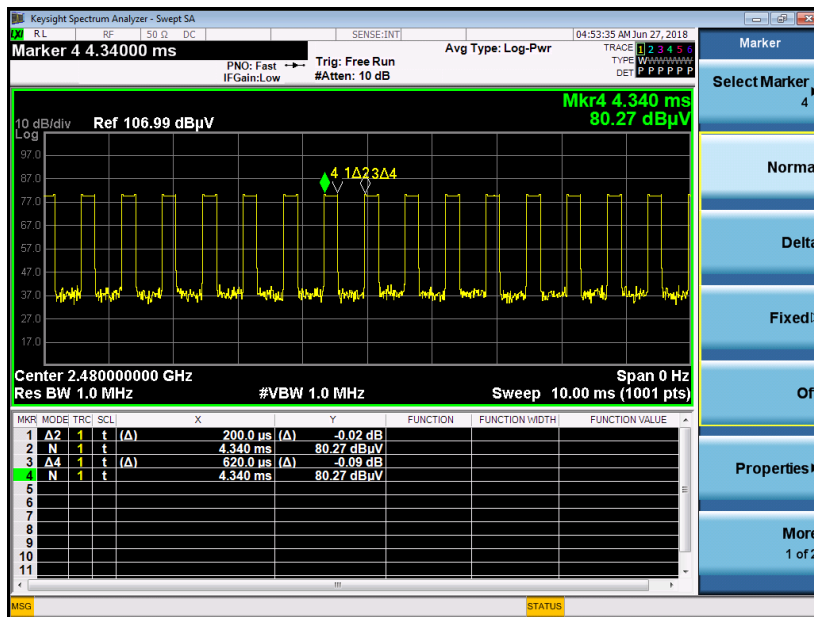 Keysight Spectrum Analyzer - Swept SA
LXI RL RF 50 Ω DC SENSE:INT 04:53:35 AM Jun 27, 2018
Marker 4 4.34000 ms
PNO: Fast
IFGain:Low
Trig: Free Run
#Atten: 10 dB
Avg Type: Log-Pwr
TRACE 1 2 3 4 5 6
TYPE WWWWWW
DET P P P P P P
Mkr4 4.340 ms
80.27 dBµV
10 dB/div Ref 106.99 dBµV
Log
97.0
87.0
77.0
67.0
57.0
47.0
37.0
27.0
17.0
4 1Δ2 3Δ4
Center 2.480000000 GHz Span 0 Hz
Res BW 1.0 MHz #VBW 1.0 MHz Sweep 10.00 ms (1001 pts)
MKR MODE TRC SCL X Y FUNCTION FUNCTION WIDTH FUNCTION VALUE
1 Δ2 1 t (Δ) 200.0 µs (Δ) -0.02 dB
2 N 1 t 4.340 ms 80.27 dBµV
3 Δ4 1 t (Δ) 620.0 µs (Δ) -0.09 dB
4 N 1 t 4.340 ms 80.27 dBµV
5
6
7
8
9
10
11
MSG STATUS
Marker
Select Marker
4
Norma
Delta
Fixed
Of
Properties
More
1 of 2